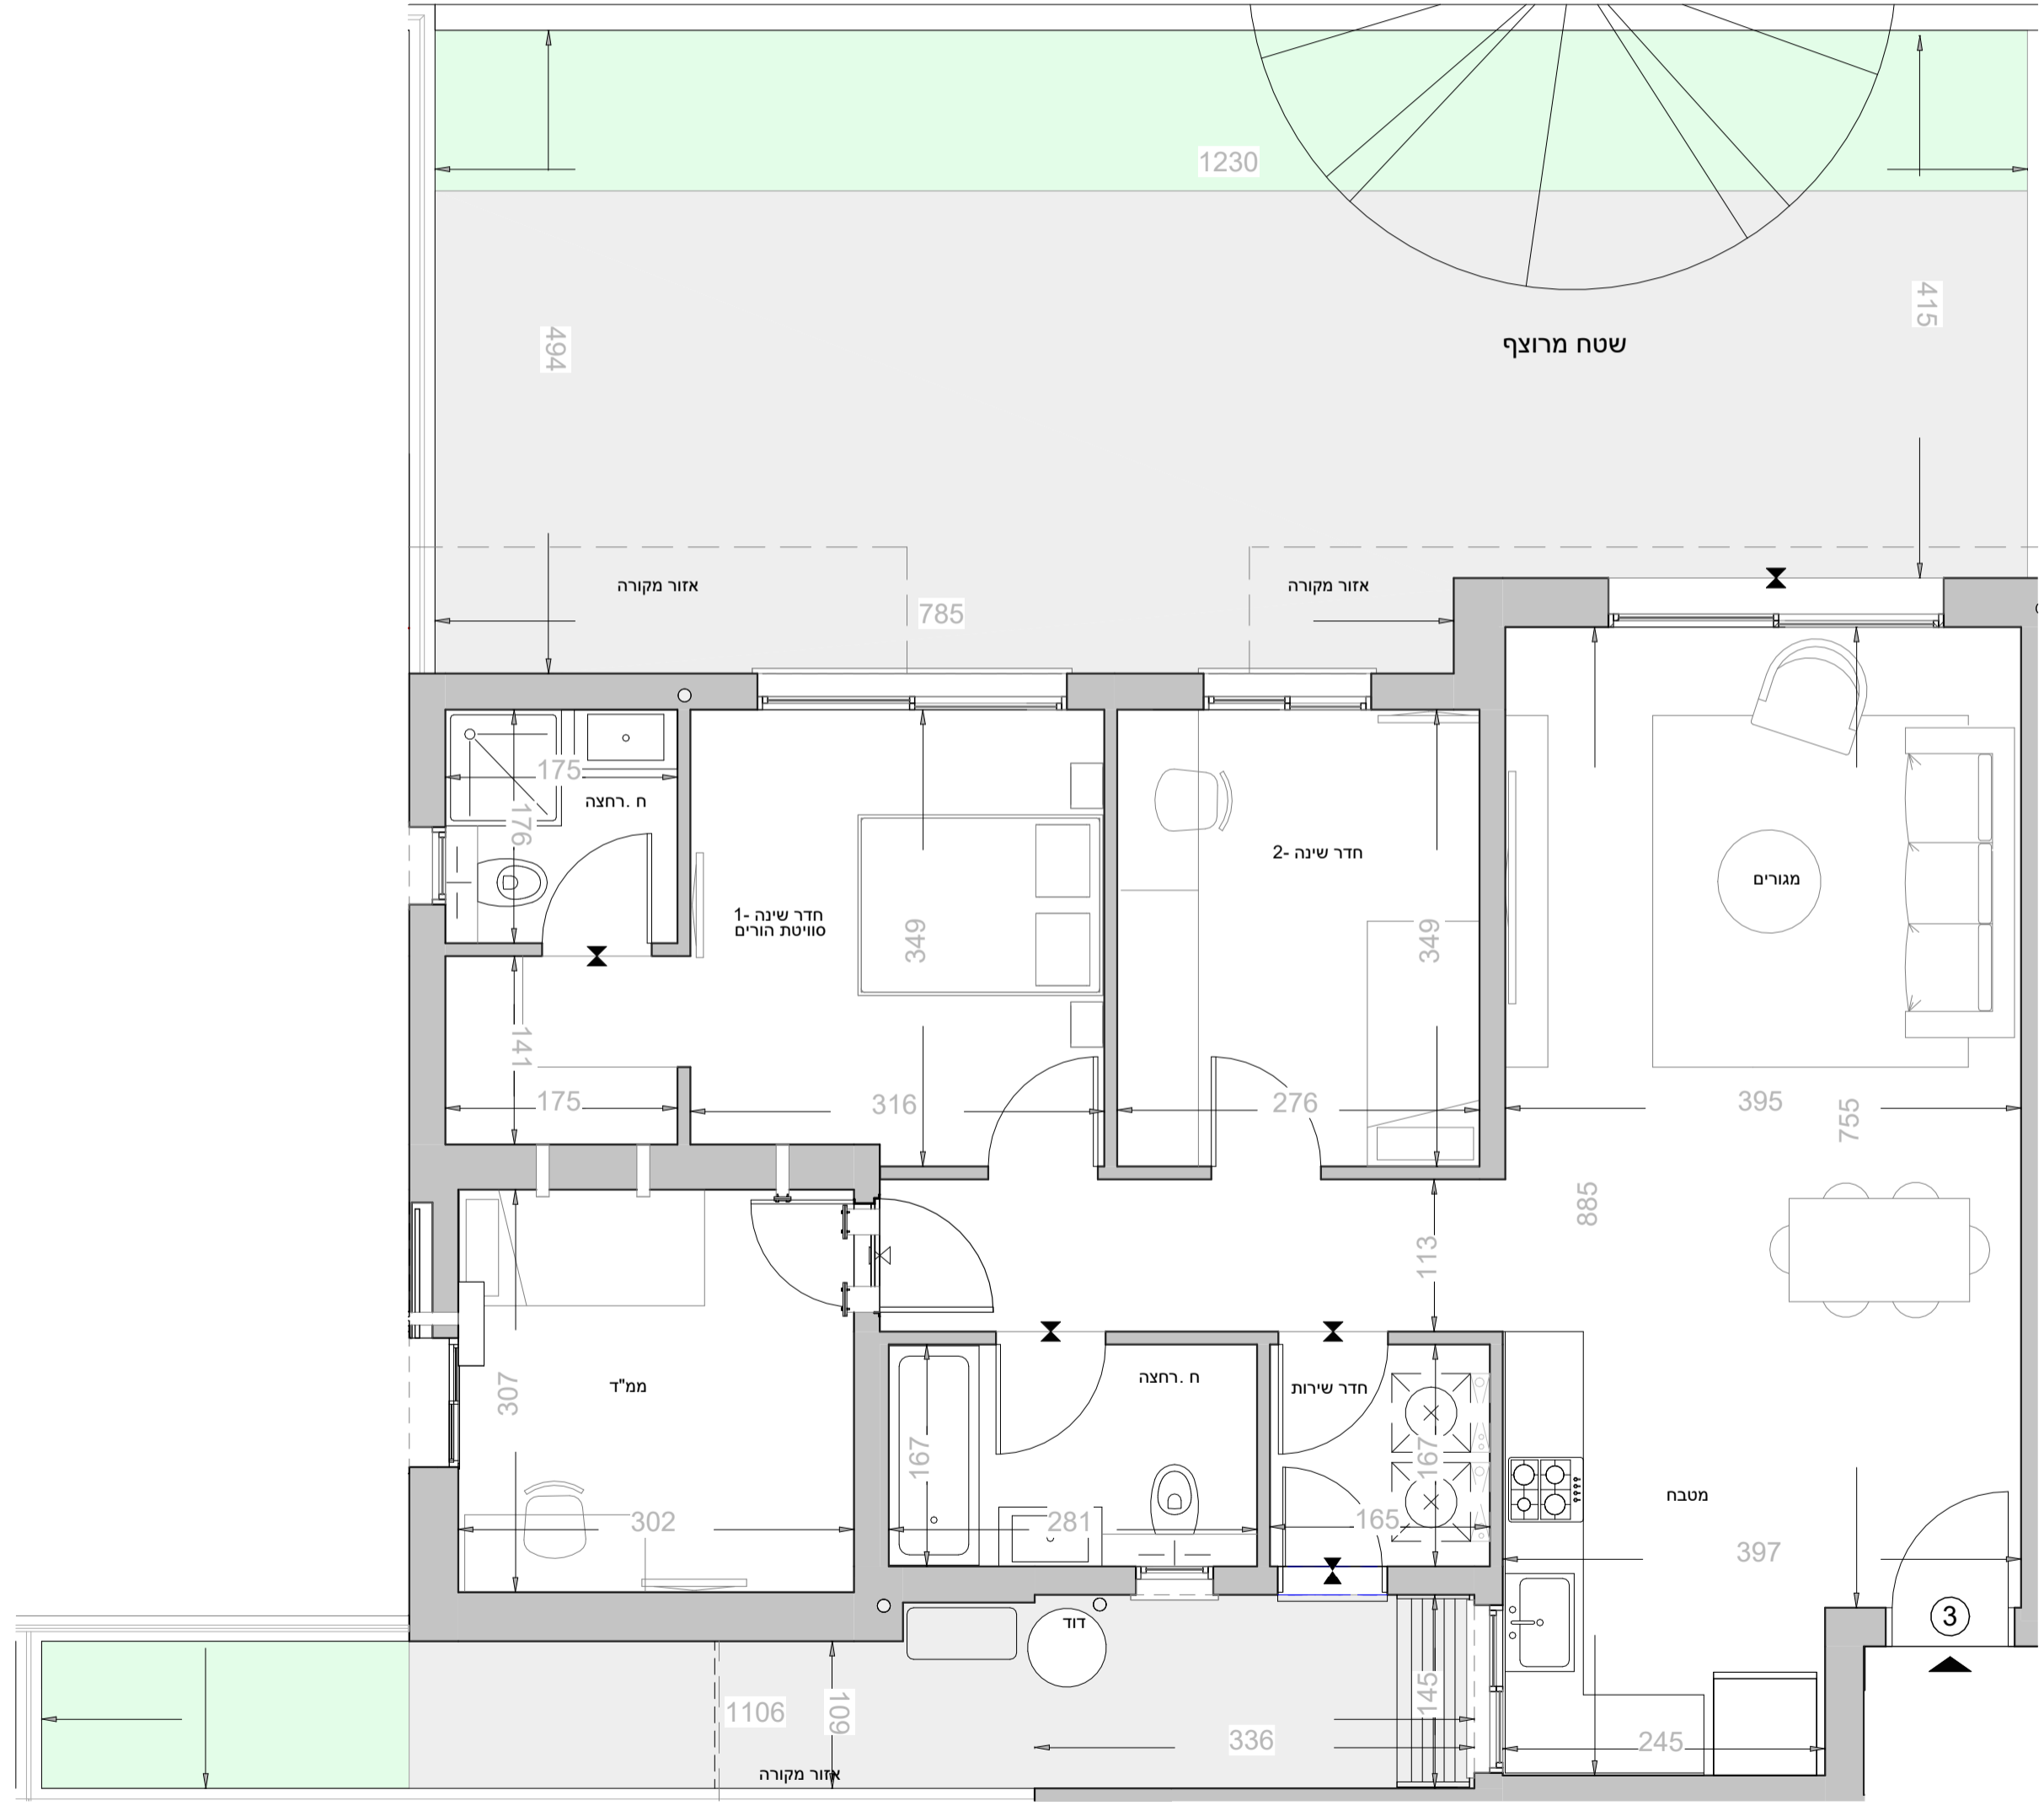 1230
494
415
שטח מרוצף
אזור מקורה
אזור מקורה
785
175
ח .רחצה
176
חדר שינה -2
מגורים
חדר שינה -1
סוויטת הורים
349
349
141
175
316
276
395
755
885
113
307
ממ"ד
ח .רחצה
חדר שירות
167
167
302
281
165
מטבח
397
3
דוד
1106
109
145
336
245
אזור מקורה